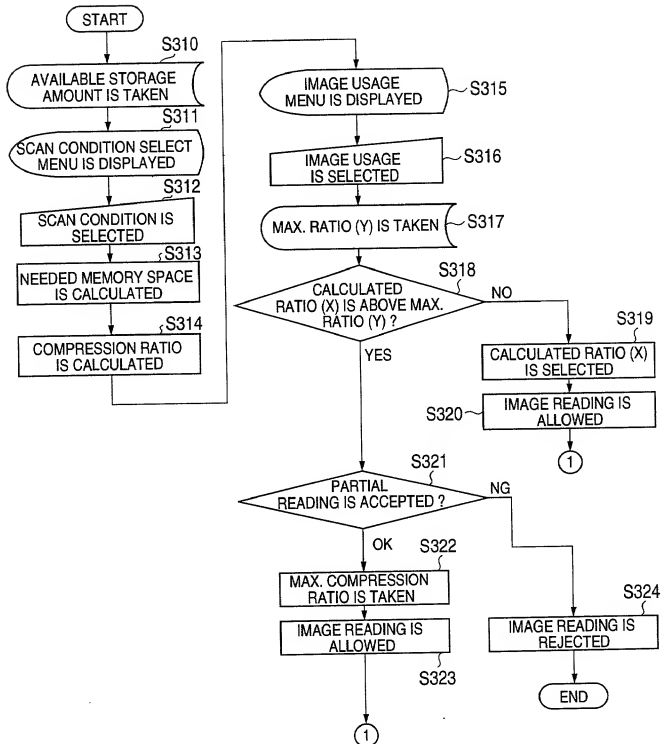 START
S310
AVAILABLE STORAGE
AMOUNT IS TAKEN
S311
SCAN CONDITION SELECT
MENU IS DISPLAYED
S312
SCAN CONDITION IS
SELECTED
S313
NEEDED MEMORY SPACE
IS CALCULATED
S314
COMPRESSION RATIO
IS CALCULATED
IMAGE USAGE
MENU IS DISPLAYED
S315
IMAGE USAGE
IS SELECTED
S316
MAX. RATIO (Y) IS TAKEN
S317
CALCULATED
RATIO (X) IS ABOVE MAX.
RATIO (Y) ?
S318
NO
YES
S319
CALCULATED RATIO (X)
IS SELECTED
S320
IMAGE READING IS
ALLOWED
1
S321
PARTIAL
READING IS ACCEPTED ?
NG
OK
S322
MAX. COMPRESSION
RATIO IS TAKEN
IMAGE READING IS
ALLOWED
S323
1
S324
IMAGE READING IS
REJECTED
END